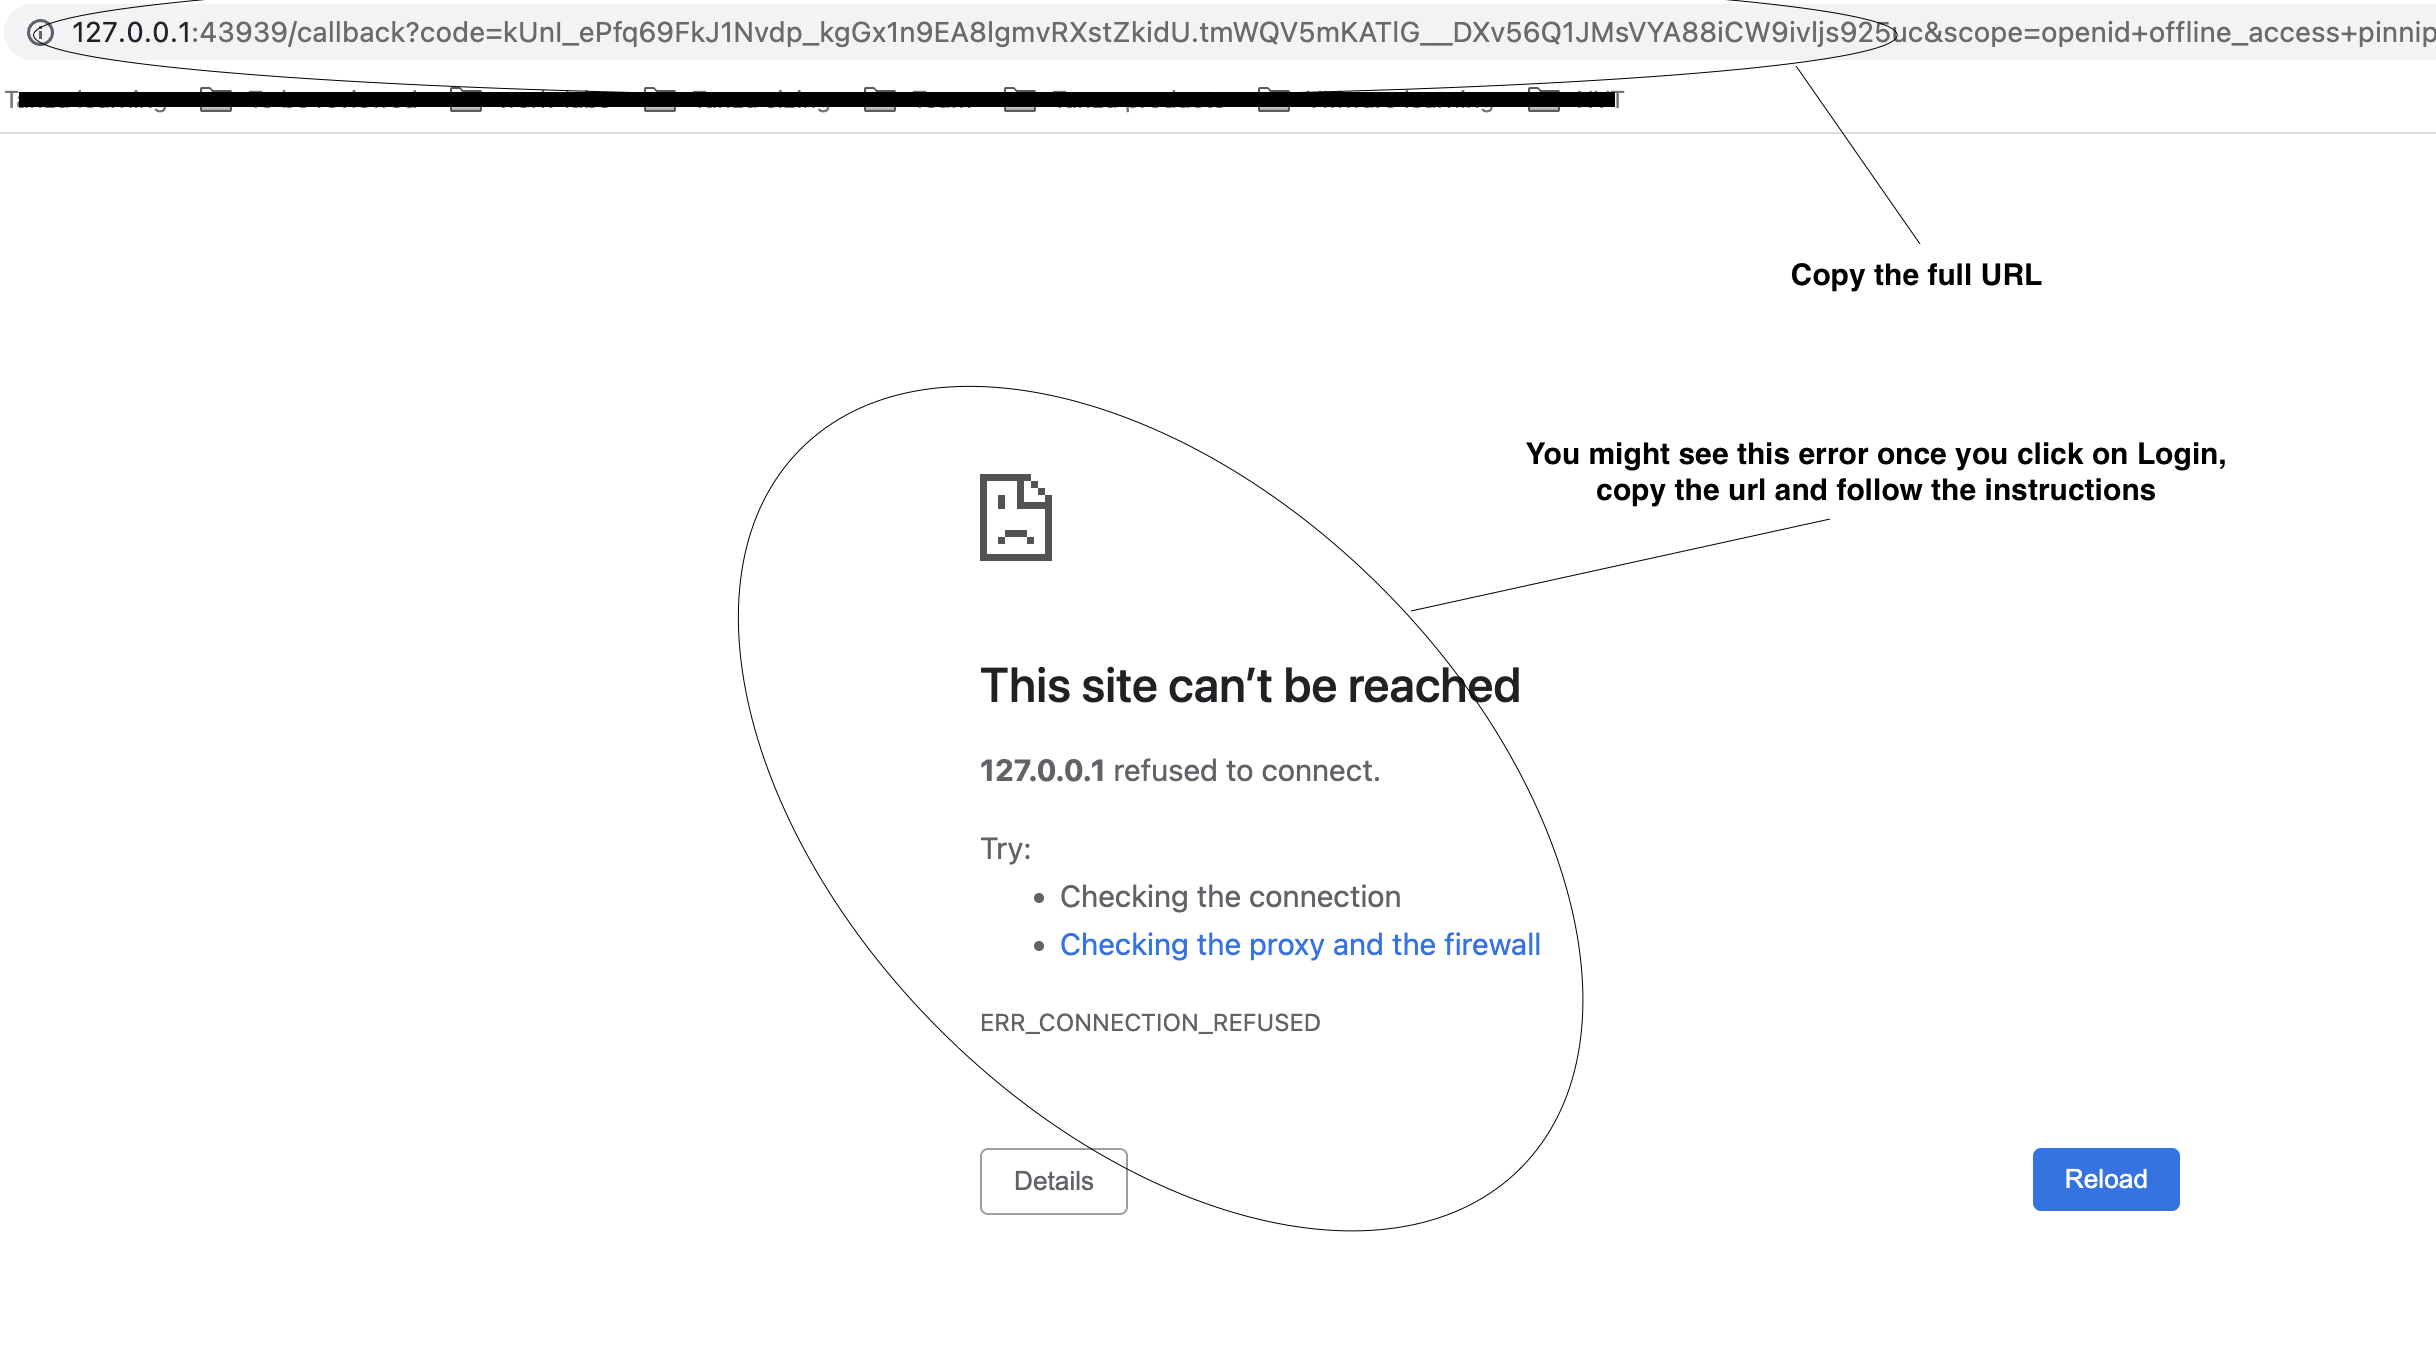 127.0.0.1:43939/callback?code=kUnI_ePfq69FkJ1Nvdp_kgGx1n9EA8lgmvRXstZkidU.tmWQV5mKATlG__DXv56Q1JMsVYA88iCW9ivljs925uc&scope=openid+offline_access+pinnip
Copy the full URL
You might see this error once you click on Login,
copy the url and follow the instructions
This site can’t be reached
127.0.0.1 refused to connect.
Try:
• Checking the connection
• Checking the proxy and the firewall
ERR_CONNECTION_REFUSED
Details
Reload